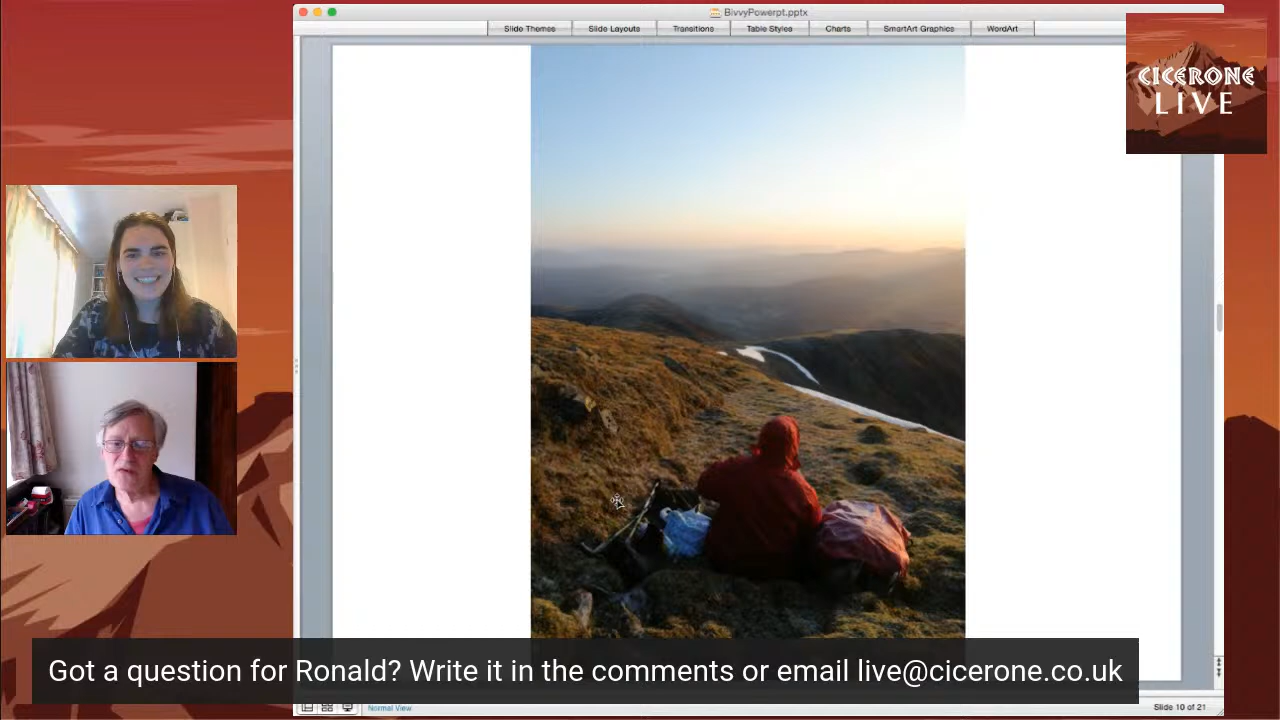 BivvyPowerpt.pptx
Slide Themes
Slide Layouts
Transitions
Table Styles
Charts
SmartArt Graphics
WordArt
CICERONE
LIVE
Got a question for Ronald? Write it in the comments or email live@cicerone.co.uk
Normal View
Slide 10 of 21